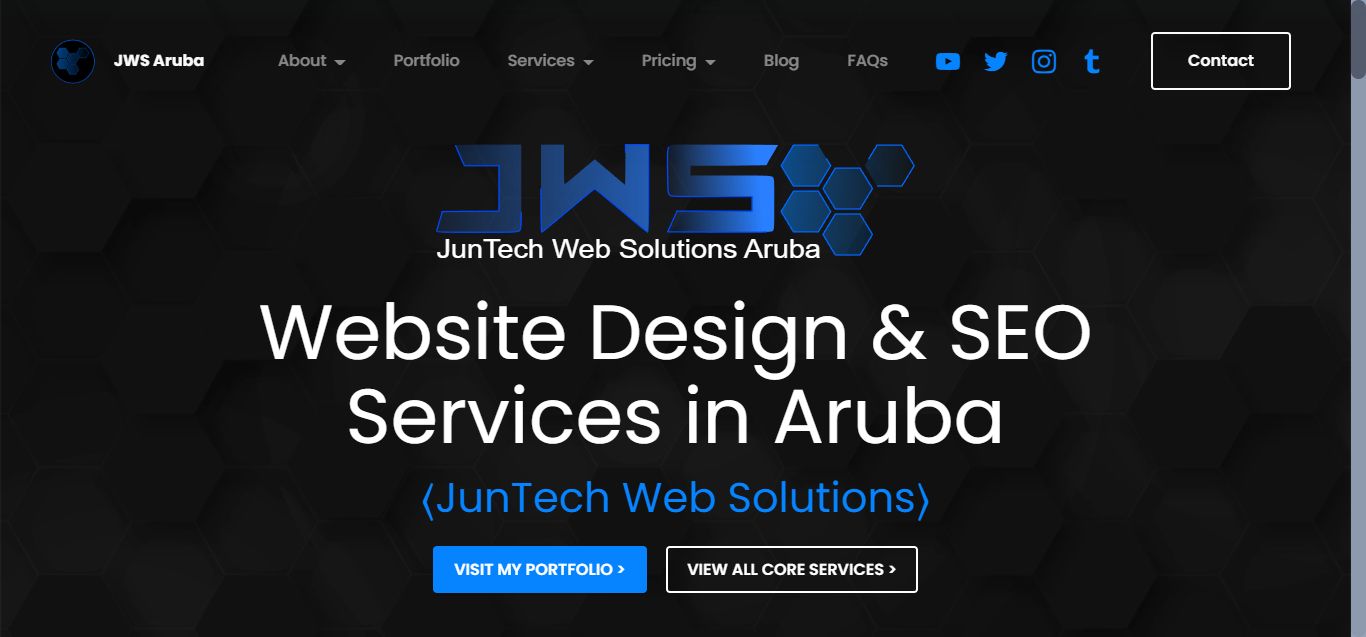 JWS Aruba
About
Portfolio
Services
Pricing
Blog
FAQs
Contact
JWS
JunTech Web Solutions Aruba
Website Design & SEO
Services in Aruba
⟨JunTech Web Solutions⟩
VISIT MY PORTFOLIO >
VIEW ALL CORE SERVICES >